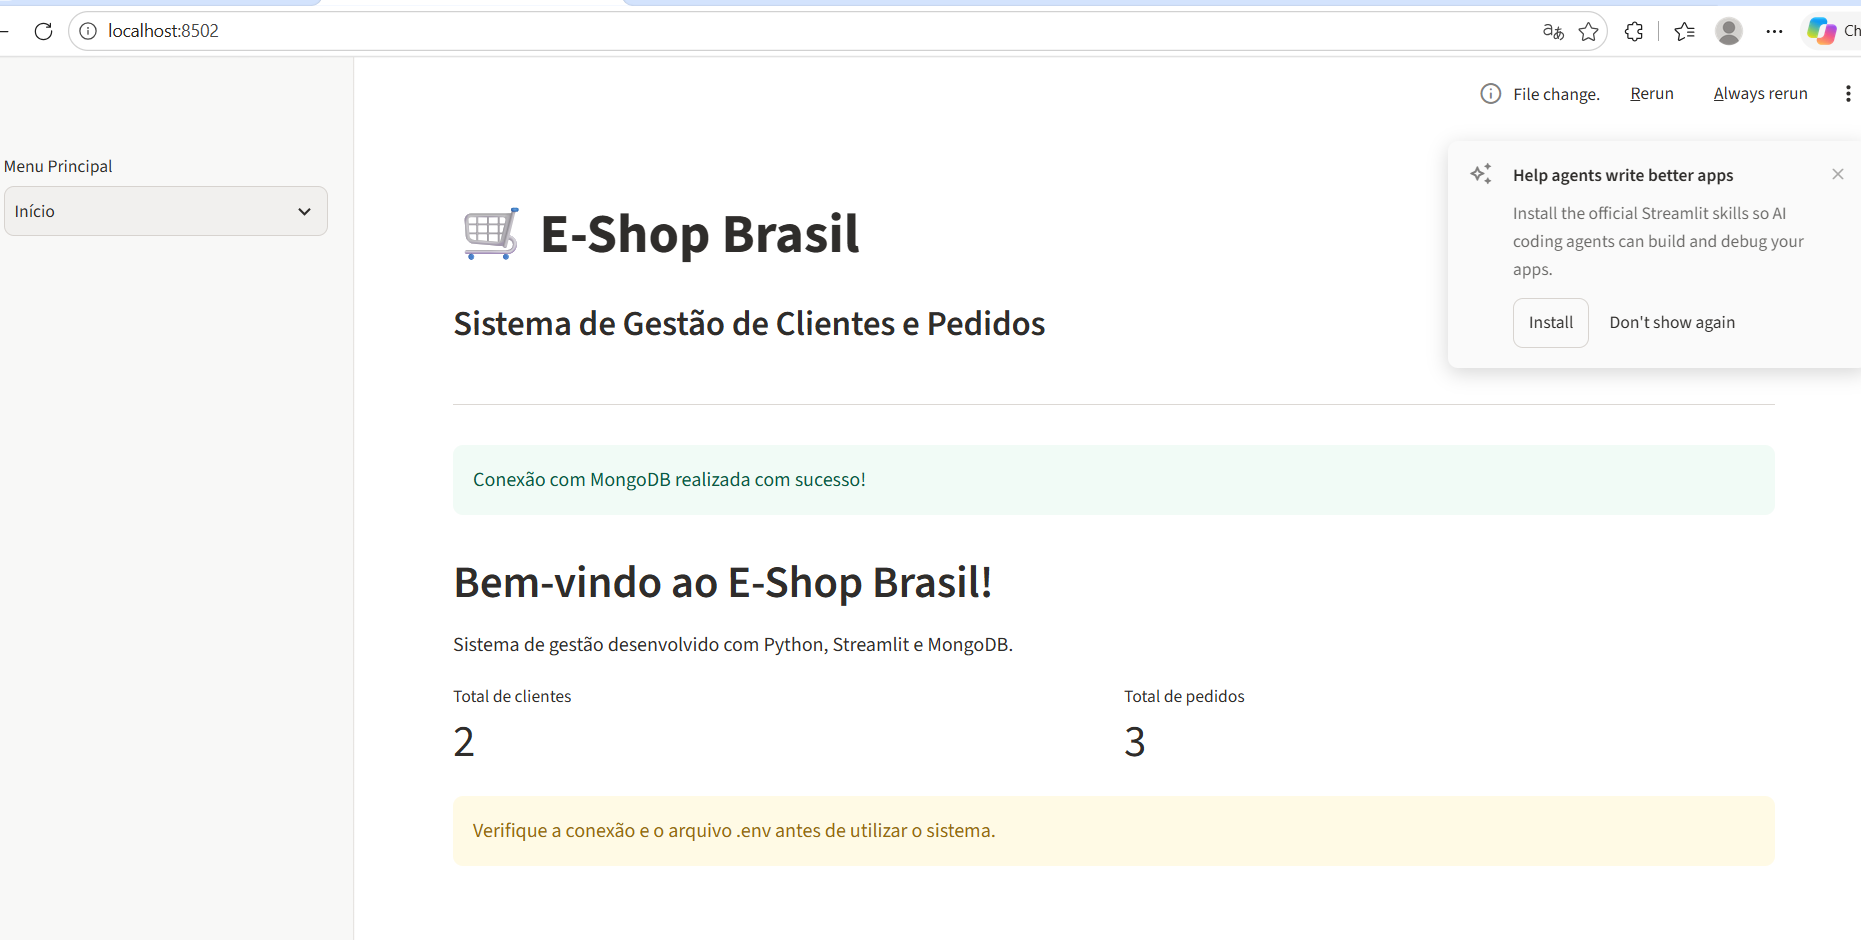 localhost:8502
Ch
File change. Rerun Always rerun
Menu Principal
Início
Help agents write better apps
Install the official Streamlit skills so AI
coding agents can build and debug your
apps.
Install Don't show again
E-Shop Brasil
Sistema de Gestão de Clientes e Pedidos
Conexão com MongoDB realizada com sucesso!
Bem-vindo ao E-Shop Brasil!
Sistema de gestão desenvolvido com Python, Streamlit e MongoDB.
Total de clientes Total de pedidos
2 3
Verifique a conexão e o arquivo .env antes de utilizar o sistema.